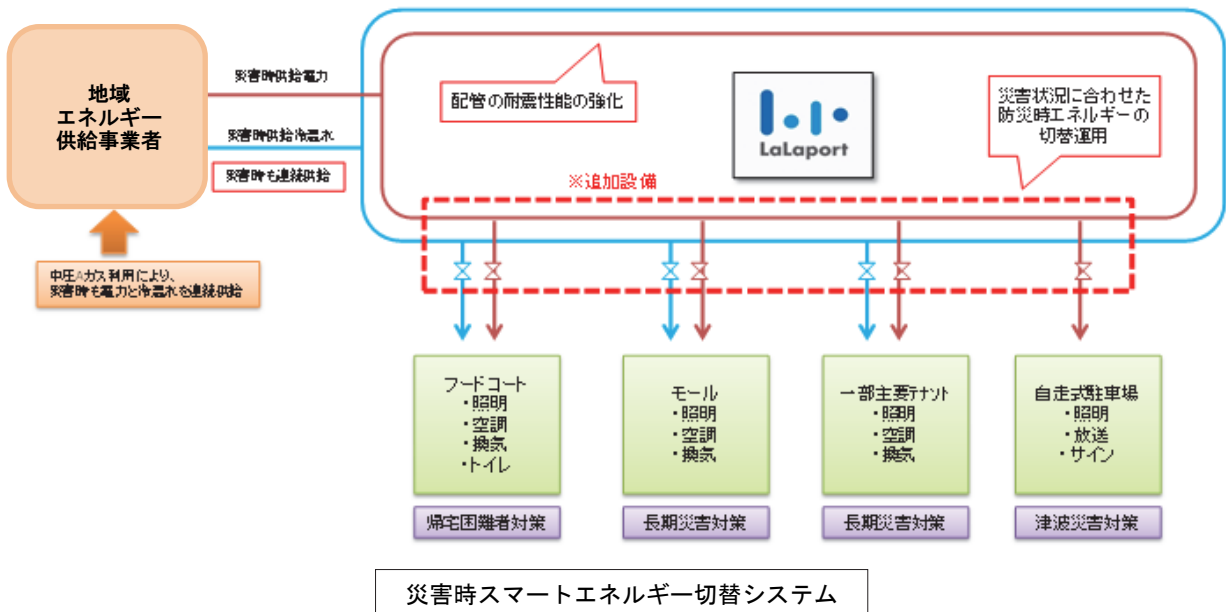 地域
エネルギー
供給事業者
災害時供給電力
災害時供給冷温水
災害時も連続供給
中圧Aガス利用により、
災害時も電力と冷温水を連続供給
配管の耐震性能の強化
LaLaport
災害状況に合わせた
防災時エネルギーの
切替運用
※追加設備
フードコート
・照明
・空調
・換気
・トイレ
帰宅困難者対策
モール
・照明
・空調
・換気
長期災害対策
一部主要テナント
・照明
・空調
・換気
長期災害対策
自走式駐車場
・照明
・放送
・サイン
津波災害対策
災害時スマートエネルギー切替システム